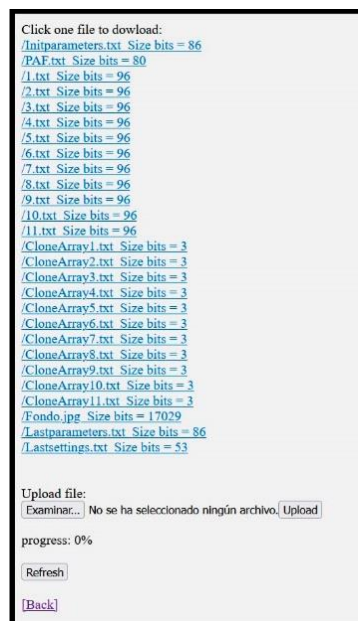 Click one file to dowload:
/Initparameters.txt Size bits = 86
/PAF.txt Size bits = 80
/1.txt Size bits = 96
/2.txt Size bits = 96
/3.txt Size bits = 96
/4.txt Size bits = 96
/5.txt Size bits = 96
/6.txt Size bits = 96
/7.txt Size bits = 96
/8.txt Size bits = 96
/9.txt Size bits = 96
/10.txt Size bits = 96
/11.txt Size bits = 96
/CloneArray1.txt Size bits = 3
/CloneArray2.txt Size bits = 3
/CloneArray3.txt Size bits = 3
/CloneArray4.txt Size bits = 3
/CloneArray5.txt Size bits = 3
/CloneArray6.txt Size bits = 3
/CloneArray7.txt Size bits = 3
/CloneArray8.txt Size bits = 3
/CloneArray9.txt Size bits = 3
/CloneArray10.txt Size bits = 3
/CloneArray11.txt Size bits = 3
/Fondo.jpg Size bits = 17029
/Lastparameters.txt Size bits = 86
/Lastsettings.txt Size bits = 53
Upload file:
Examinar... No se ha seleccionado ningún archivo. Upload
progress: 0%
Refresh
[Back]